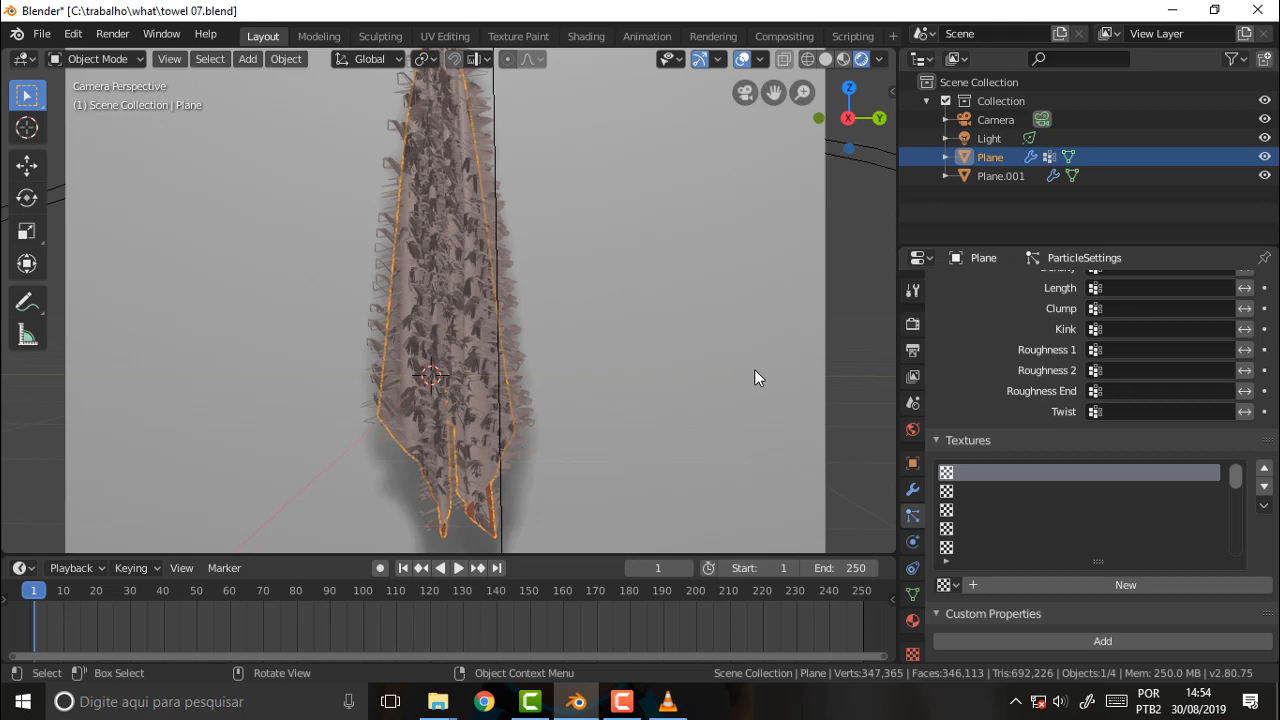 Blender* [C:\trabalho\what\towel 07.blend]
File Edit Render Window Help Layout Modeling Sculpting UV Editing Texture Paint Shading Animation Rendering Compositing Scripting
Scene View Layer
Object Mode View Select Add Object Global
Camera Perspective
(1) Scene Collection | Plane
Z
X
Y
Scene Collection
Collection
Camera
Light
Plane
Plane.001
Plane ParticleSettings
Density
Length
Clump
Kink
Roughness 1
Roughness 2
Roughness End
Twist
Textures
New
Custom Properties
Add
Playback Keying View Marker 1 Start: 1 End: 250
1 10 20 30 40 50 60 70 80 90 100 110 120 130 140 150 160 170 180 190 200 210 220 230 240 250
Select Box Select Rotate View Object Context Menu Scene Collection | Plane | Verts:347,365 | Faces:346,113 | Tris:692,226 | Objects:1/4 | Mem: 250.0 MB | v2.80.75
Digite aqui para pesquisar
POR
PTB2
14:54
30/08/2019